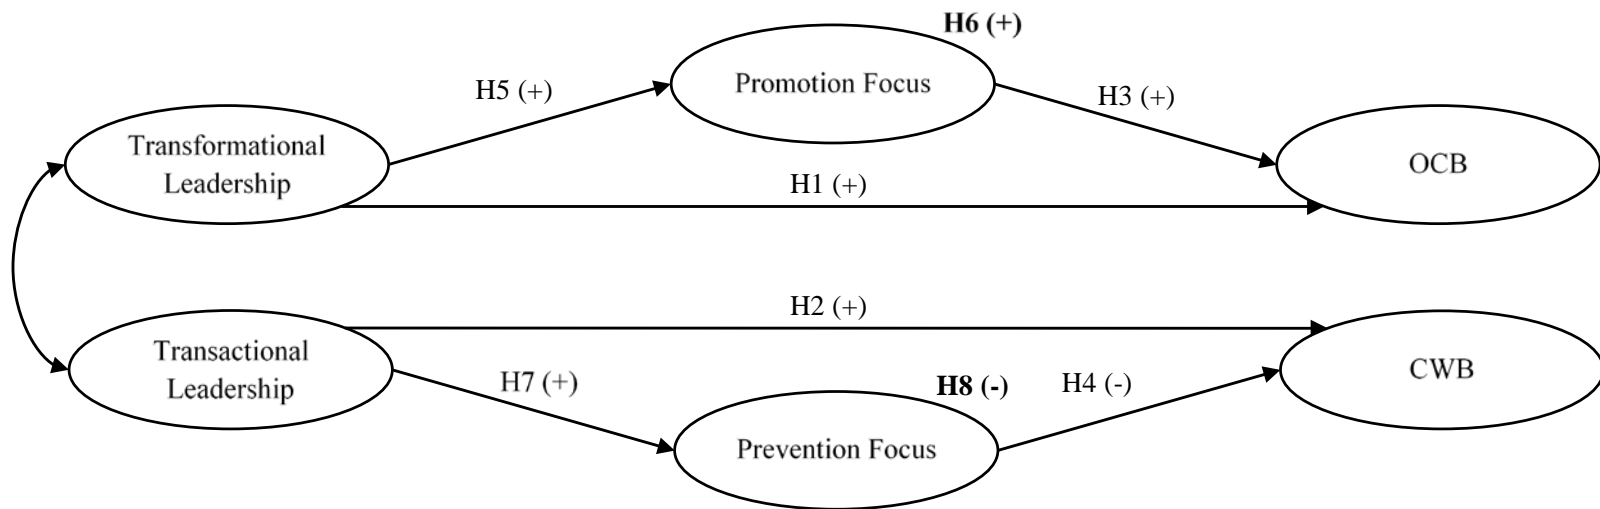 H6 (+)
Promotion Focus
H5 (+)
H3 (+)
Transformational
Leadership
OCB
H1 (+)
H2 (+)
Transactional
Leadership
CWB
H7 (+)
H8 (-)
H4 (-)
Prevention Focus